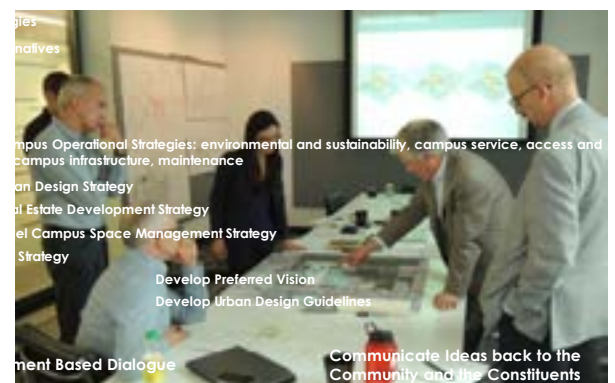 gies
natives
mpus Operational Strategies: environmental and sustainability, campus service, access and
campus infrastructure, maintenance
an Design Strategy
al Estate Development Strategy
el Campus Space Management Strategy
Strategy
Develop Preferred Vision
Develop Urban Design Guidelines
ment Based Dialogue
Communicate Ideas back to the
Community and the Constituents